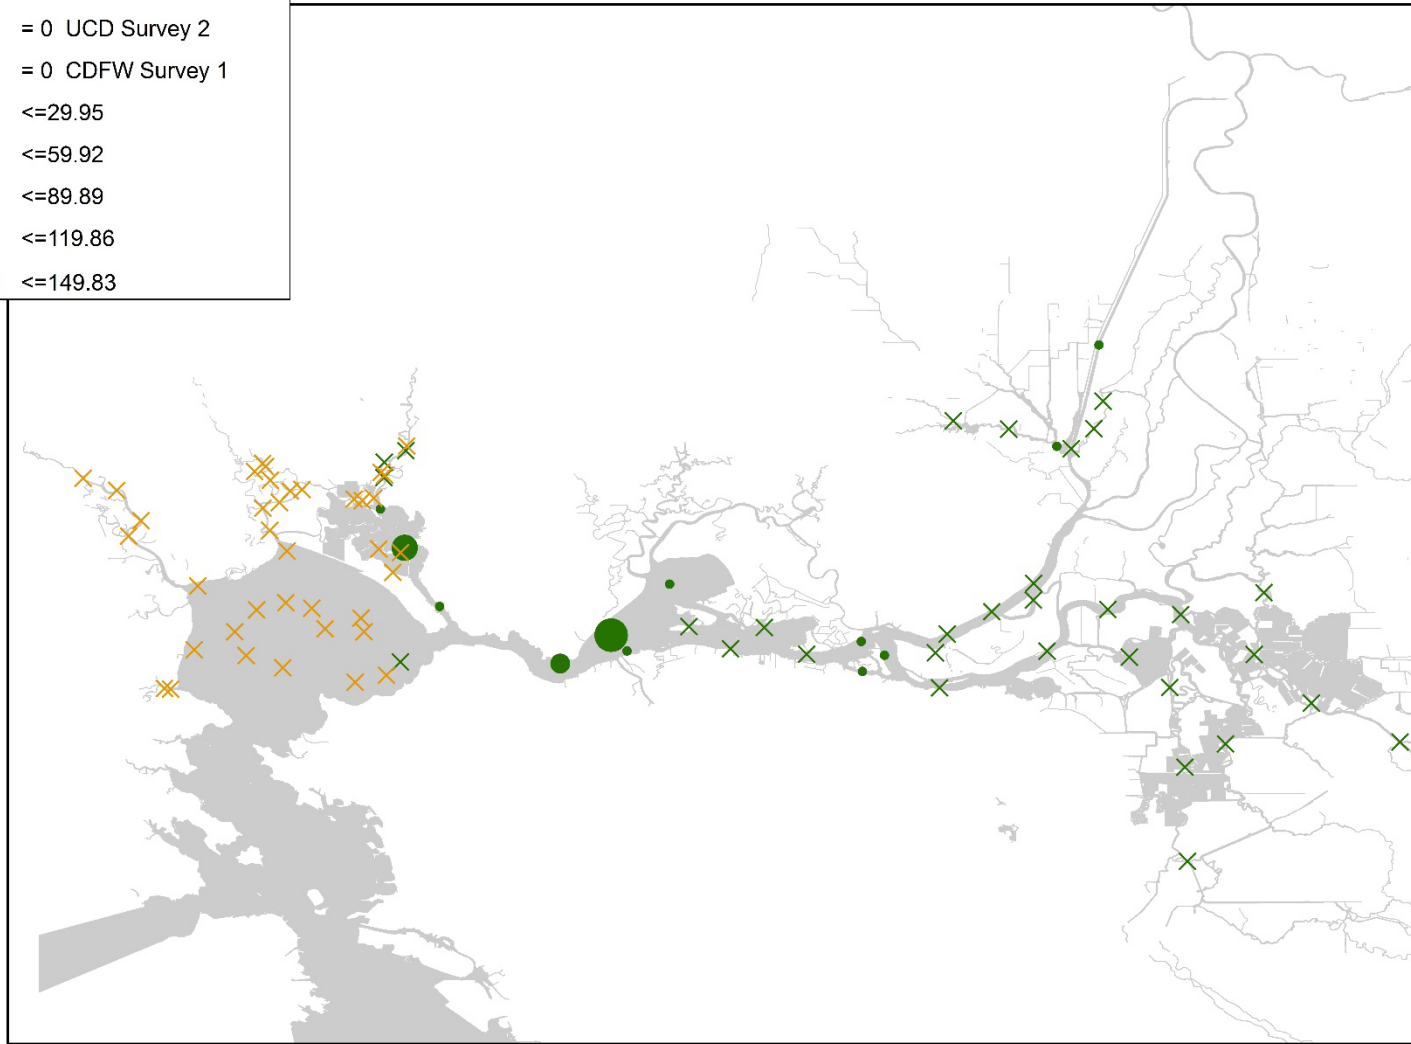 = 0 UCD Survey 2
= 0 CDFW Survey 1
<=29.95
<=59.92
<=89.89
<=119.86
<=149.83